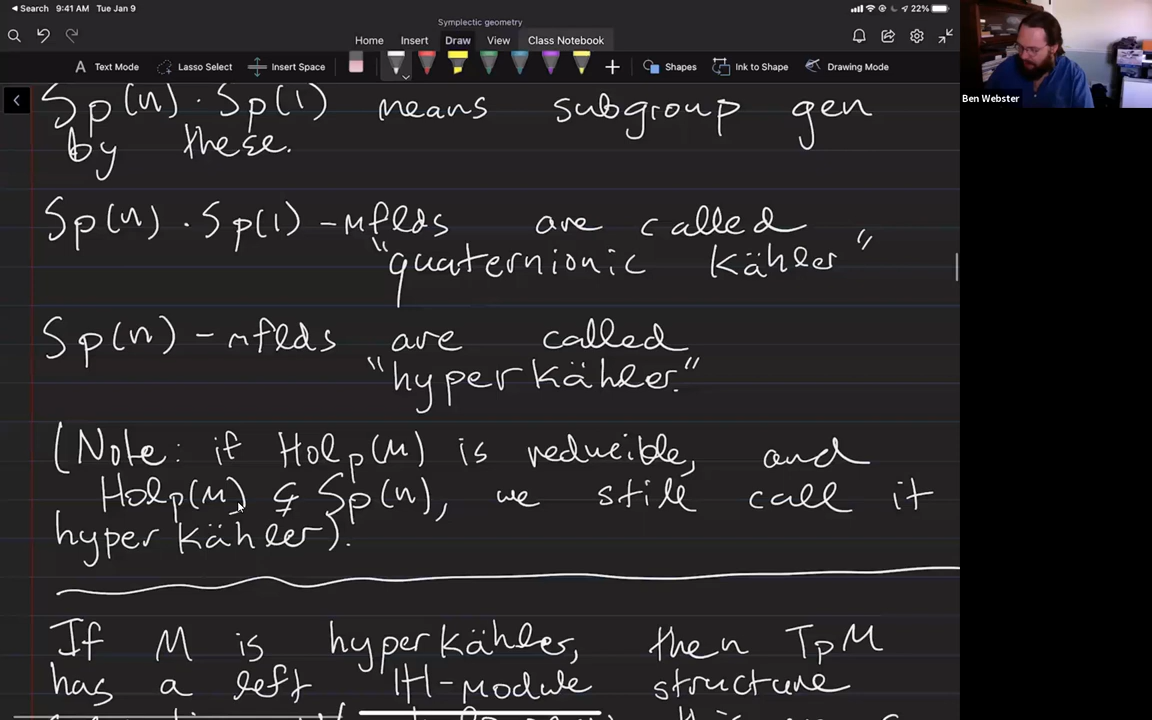 Search 9:41 AM Tue Jan 9
22%
Symplectic geometry
Home Insert Draw View Class Notebook
Text Mode Lasso Select Insert Space Shapes Ink to Shape Drawing Mode
Ben Webster
Sp(n) · Sp(1) means subgroup gen
by these.
Sp(n) · Sp(1) - mflds are called
"quaternionic Kähler"
Sp(n) - mflds are called
"hyperkähler."
(Note: if Holp(M) is reducible, and
Holp(M) ⊊ Sp(n), we still call it
hyperkähler).
If M is hyperkähler, then TpM
has a left ℍ-module structure